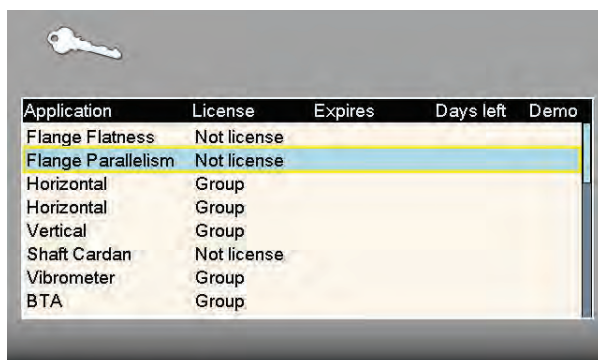 Application License Expires Days left Demo
Flange Flatness Not license
Flange Parallelism Not license
Horizontal Group
Horizontal Group
Vertical Group
Shaft Cardan Not license
Vibrometer Group
BTA Group